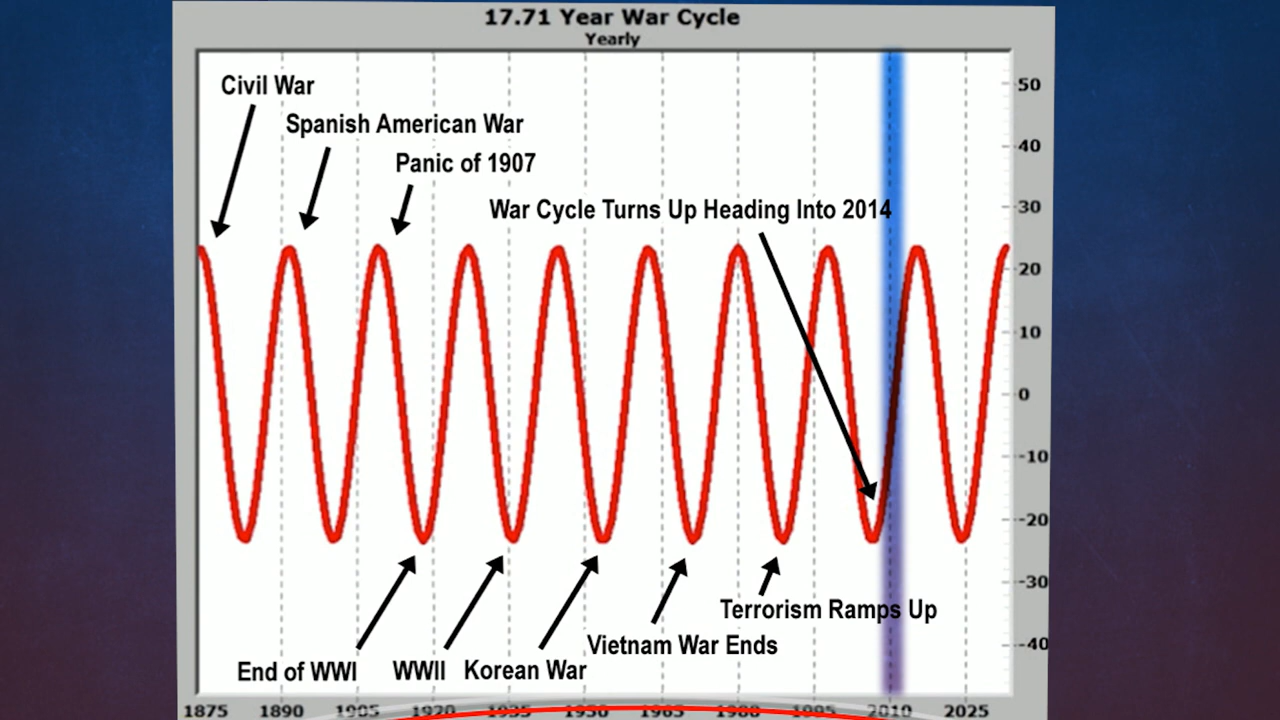 17.71 Year War Cycle
Yearly
Civil War
Spanish American War
Panic of 1907
War Cycle Turns Up Heading Into 2014
50
40
30
20
10
0
-10
-20
-30
-40
Terrorism Ramps Up
Vietnam War Ends
End of WWI
WWII
Korean War
1875 1890 1905 1920 1935 1950 1965 1980 1995 2010 2025